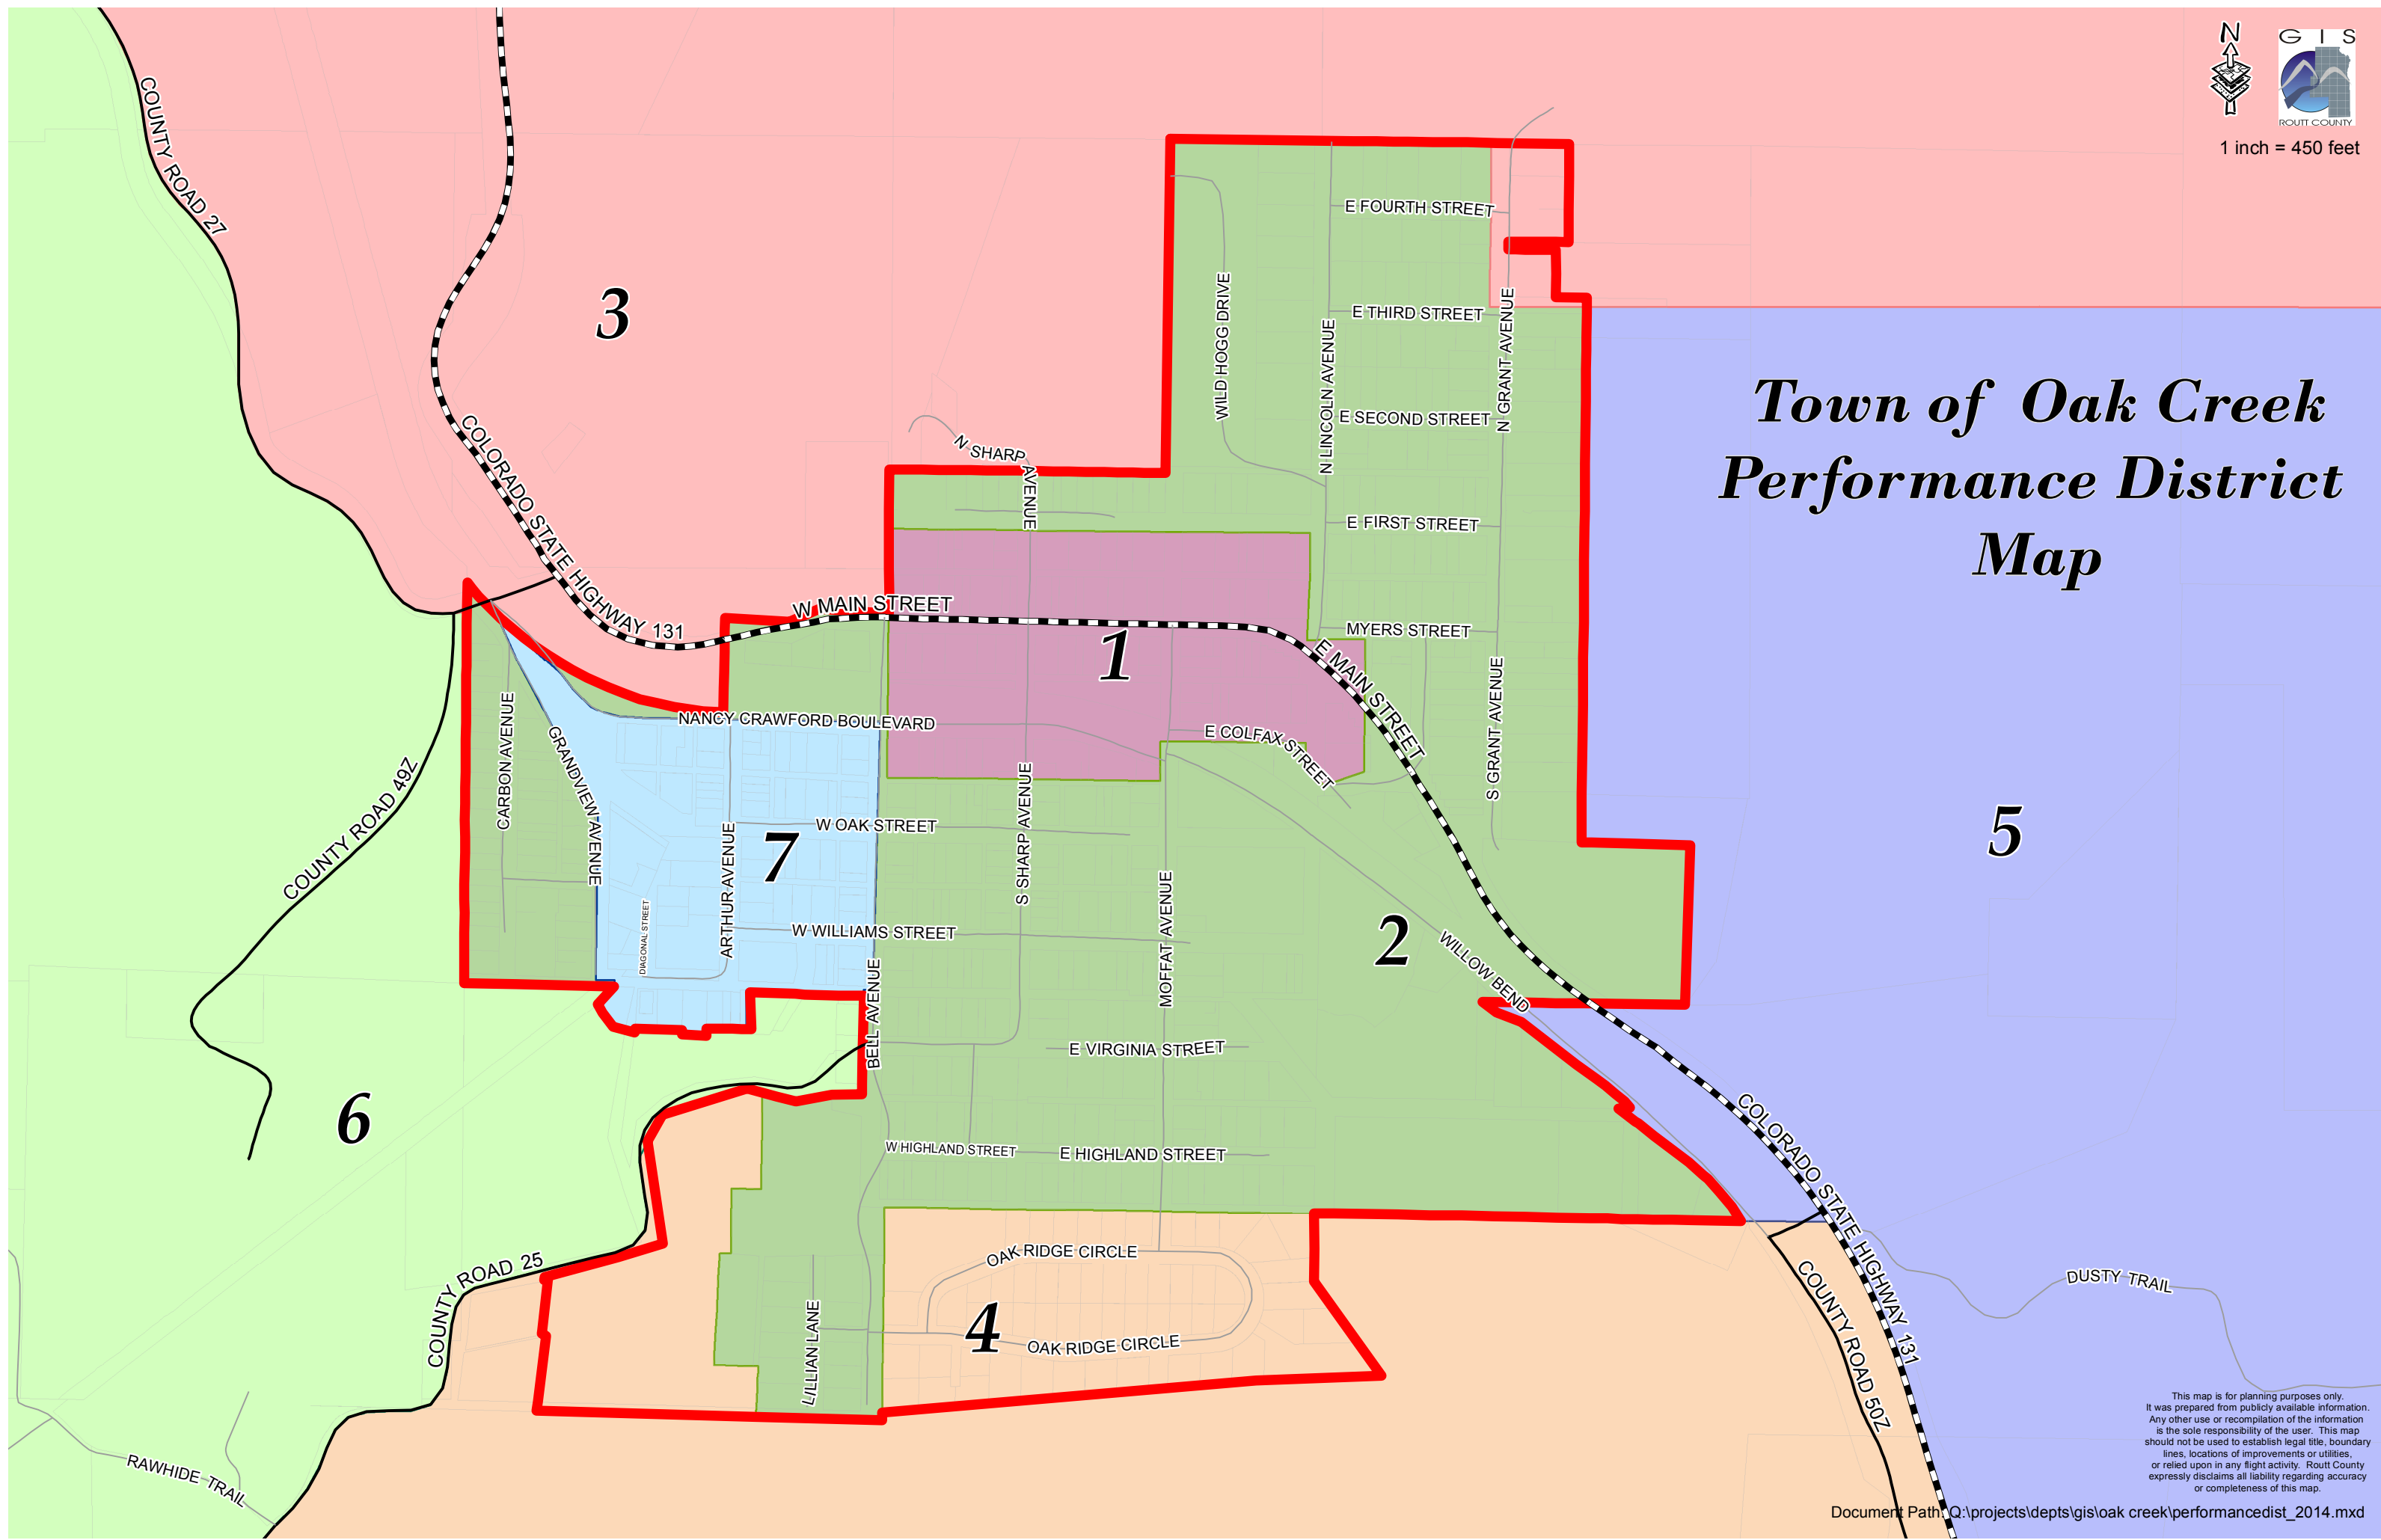 N
G I S
ROUTT COUNTY
1 inch = 450 feet
Town of Oak Creek
Performance District
Map
COUNTY ROAD 27
3
E FOURTH STREET
WILD HOGG DRIVE
E THIRD STREET
N LINCOLN AVENUE
N GRANT AVENUE
E SECOND STREET
COLORADO STATE HIGHWAY 131
N SHARP AVENUE
E FIRST STREET
W MAIN STREET
1
MYERS STREET
E MAIN STREET
CARBON AVENUE
GRANDVIEW AVENUE
NANCY CRAWFORD BOULEVARD
E COLFAX STREET
S GRANT AVENUE
COUNTY ROAD 49Z
W OAK STREET
7
ARTHUR AVENUE
S SHARP AVENUE
5
DIAGONAL STREET
W WILLIAMS STREET
MOFFAT AVENUE
2
WILLOW BEND
BELL AVENUE
6
E VIRGINIA STREET
W HIGHLAND STREET
E HIGHLAND STREET
COLORADO STATE HIGHWAY 131
COUNTY ROAD 25
OAK RIDGE CIRCLE
4
LILLIAN LANE
OAK RIDGE CIRCLE
COUNTY ROAD 50Z
DUSTY TRAIL
RAWHIDE TRAIL
This map is for planning purposes only.
It was prepared from publicly available information.
Any other use or recompilation of the information
is the sole responsibility of the user. This map
should not be used to establish legal title, boundary
lines, locations of improvements or utilities,
or relied upon in any flight activity. Routt County
expressly disclaims all liability regarding accuracy
or completeness of this map.
Document Path: Q:\projects\depts\gis\oak creek\performancedist_2014.mxd